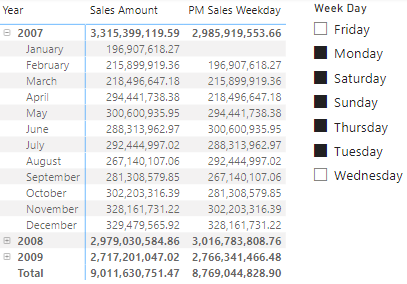 Year Sales Amount PM Sales Weekday
2007 3,315,399,119.59 2,985,919,553.66
January 196,907,618.27
February 215,899,919.36 196,907,618.27
March 218,496,647.18 215,899,919.36
April 294,441,738.38 218,496,647.18
May 300,600,935.95 294,441,738.38
June 288,313,962.97 300,600,935.95
July 292,444,997.02 288,313,962.97
August 267,140,107.06 292,444,997.02
September 281,308,579.85 267,140,107.06
October 302,203,316.39 281,308,579.85
November 328,161,731.22 302,203,316.39
December 329,479,565.92 328,161,731.22
2008 2,979,030,584.86 3,016,783,808.76
2009 2,717,201,047.02 2,766,341,466.48
Total 9,011,630,751.47 8,769,044,828.90
Week Day
Friday
Monday
Saturday
Sunday
Thursday
Tuesday
Wednesday